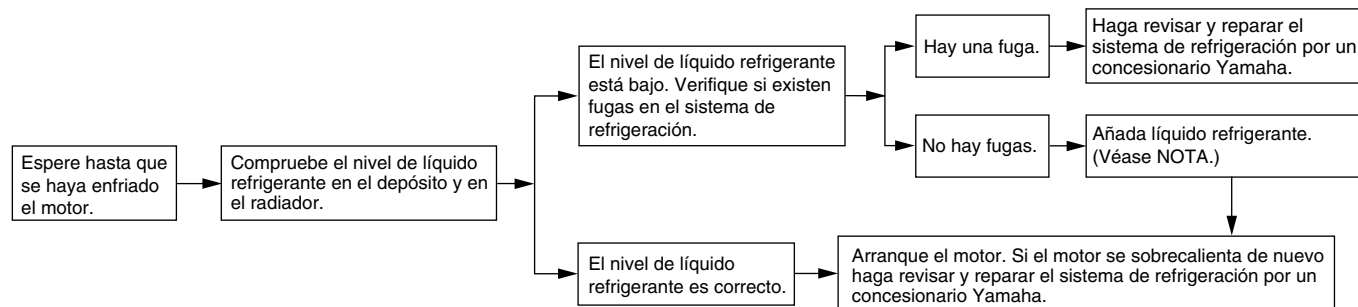 Espere hasta que
se haya enfriado
el motor.
Compruebe el nivel de líquido
refrigerante en el depósito y en
el radiador.
El nivel de líquido refrigerante
está bajo. Verifique si existen
fugas en el sistema de
refrigeración.
Hay una fuga.
Haga revisar y reparar el
sistema de refrigeración por un
concesionario Yamaha.
No hay fugas.
Añada líquido refrigerante.
(Véase NOTA.)
El nivel de líquido
refrigerante es correcto.
Arranque el motor. Si el motor se sobrecalienta de nuevo
haga revisar y reparar el sistema de refrigeración por un
concesionario Yamaha.